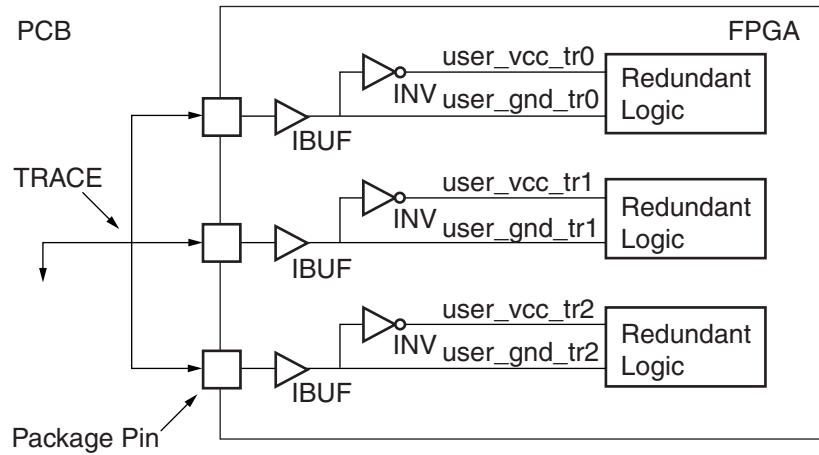 PCB
FPGA
user_vcc_tr0
INV
user_gnd_tr0
IBUF
Redundant
Logic
TRACE
user_vcc_tr1
INV
user_gnd_tr1
IBUF
Redundant
Logic
user_vcc_tr2
INV
user_gnd_tr2
IBUF
Redundant
Logic
Package Pin